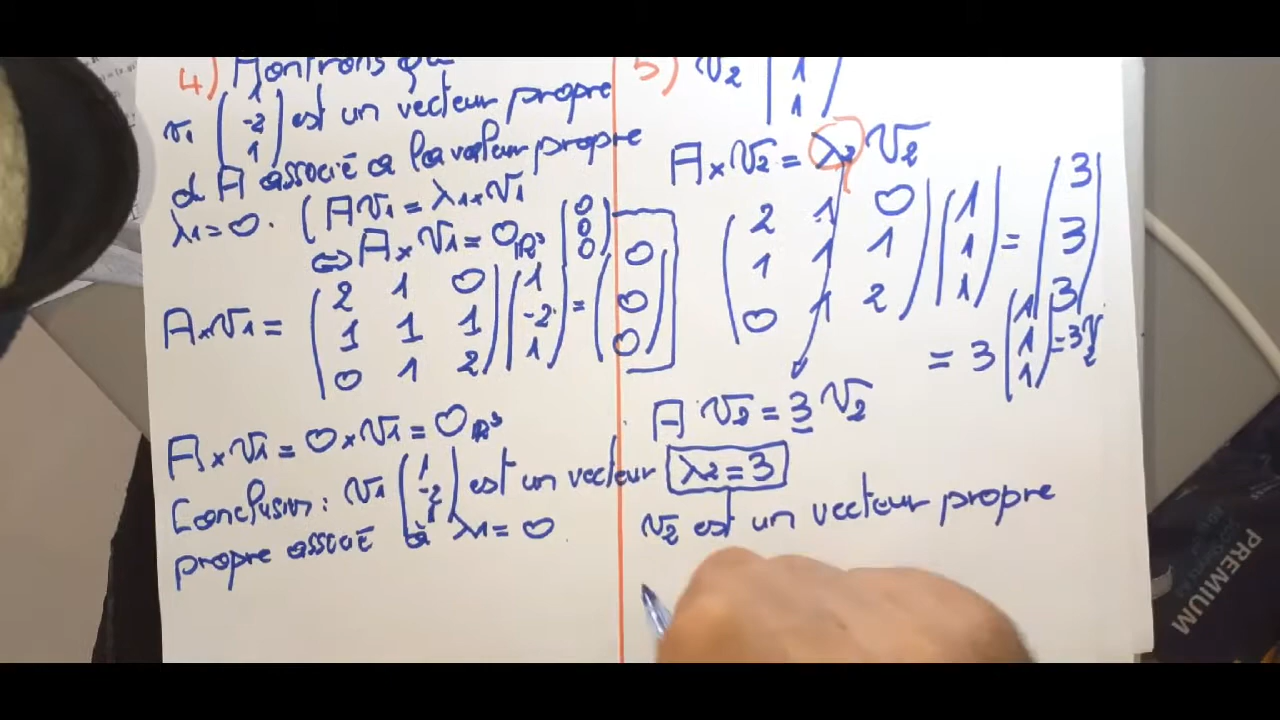 4) Montrons que
v1 ( 1 -2 1 ) est un vecteur propre
d A associé à la valeur propre
λ1 = 0. ( A v1 = λ1 × v1
⇔ A × v1 = 0ℝ³ ( 0 0 0 )
A × v1 = ( 2 1 0 1 1 1 0 1 2 ) ( 1 -2 1 ) = ( 0 0 0 )
A × v1 = 0 × v1 = 0ℝ³
Conclusion : v1 ( 1 -2 1 ) est un vecteur
propre associé à λ1 = 0
5) v2 ( 1 1
A × v2 = λ2 v2
( 2 1 0 1 1 1 0 1 2 ) ( 1 1 1 ) = ( 3 3 3 )
= 3 ( 1 1 1 ) = 3 v2
A v2 = 3 v2
λ2 = 3
v2 est un vecteur propre
PREMIUM